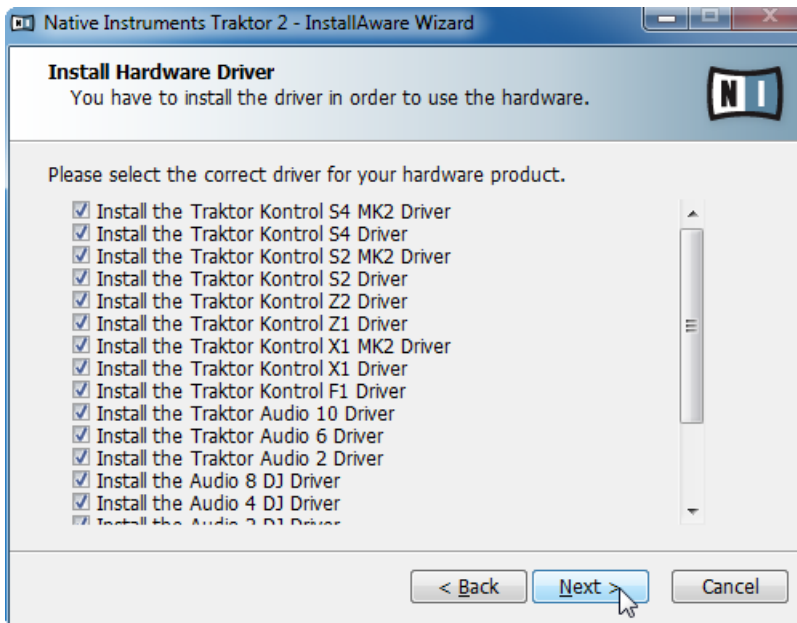 Native Instruments Traktor 2 - InstallAware Wizard
Install Hardware Driver
You have to install the driver in order to use the hardware.
N I
Please select the correct driver for your hardware product.
Install the Traktor Kontrol S4 MK2 Driver
Install the Traktor Kontrol S4 Driver
Install the Traktor Kontrol S2 MK2 Driver
Install the Traktor Kontrol S2 Driver
Install the Traktor Kontrol Z2 Driver
Install the Traktor Kontrol Z1 Driver
Install the Traktor Kontrol X1 MK2 Driver
Install the Traktor Kontrol X1 Driver
Install the Traktor Kontrol F1 Driver
Install the Traktor Audio 10 Driver
Install the Traktor Audio 6 Driver
Install the Traktor Audio 2 Driver
Install the Audio 8 DJ Driver
Install the Audio 4 DJ Driver
Install the Audio 2 DJ Driver
< Back Next > Cancel